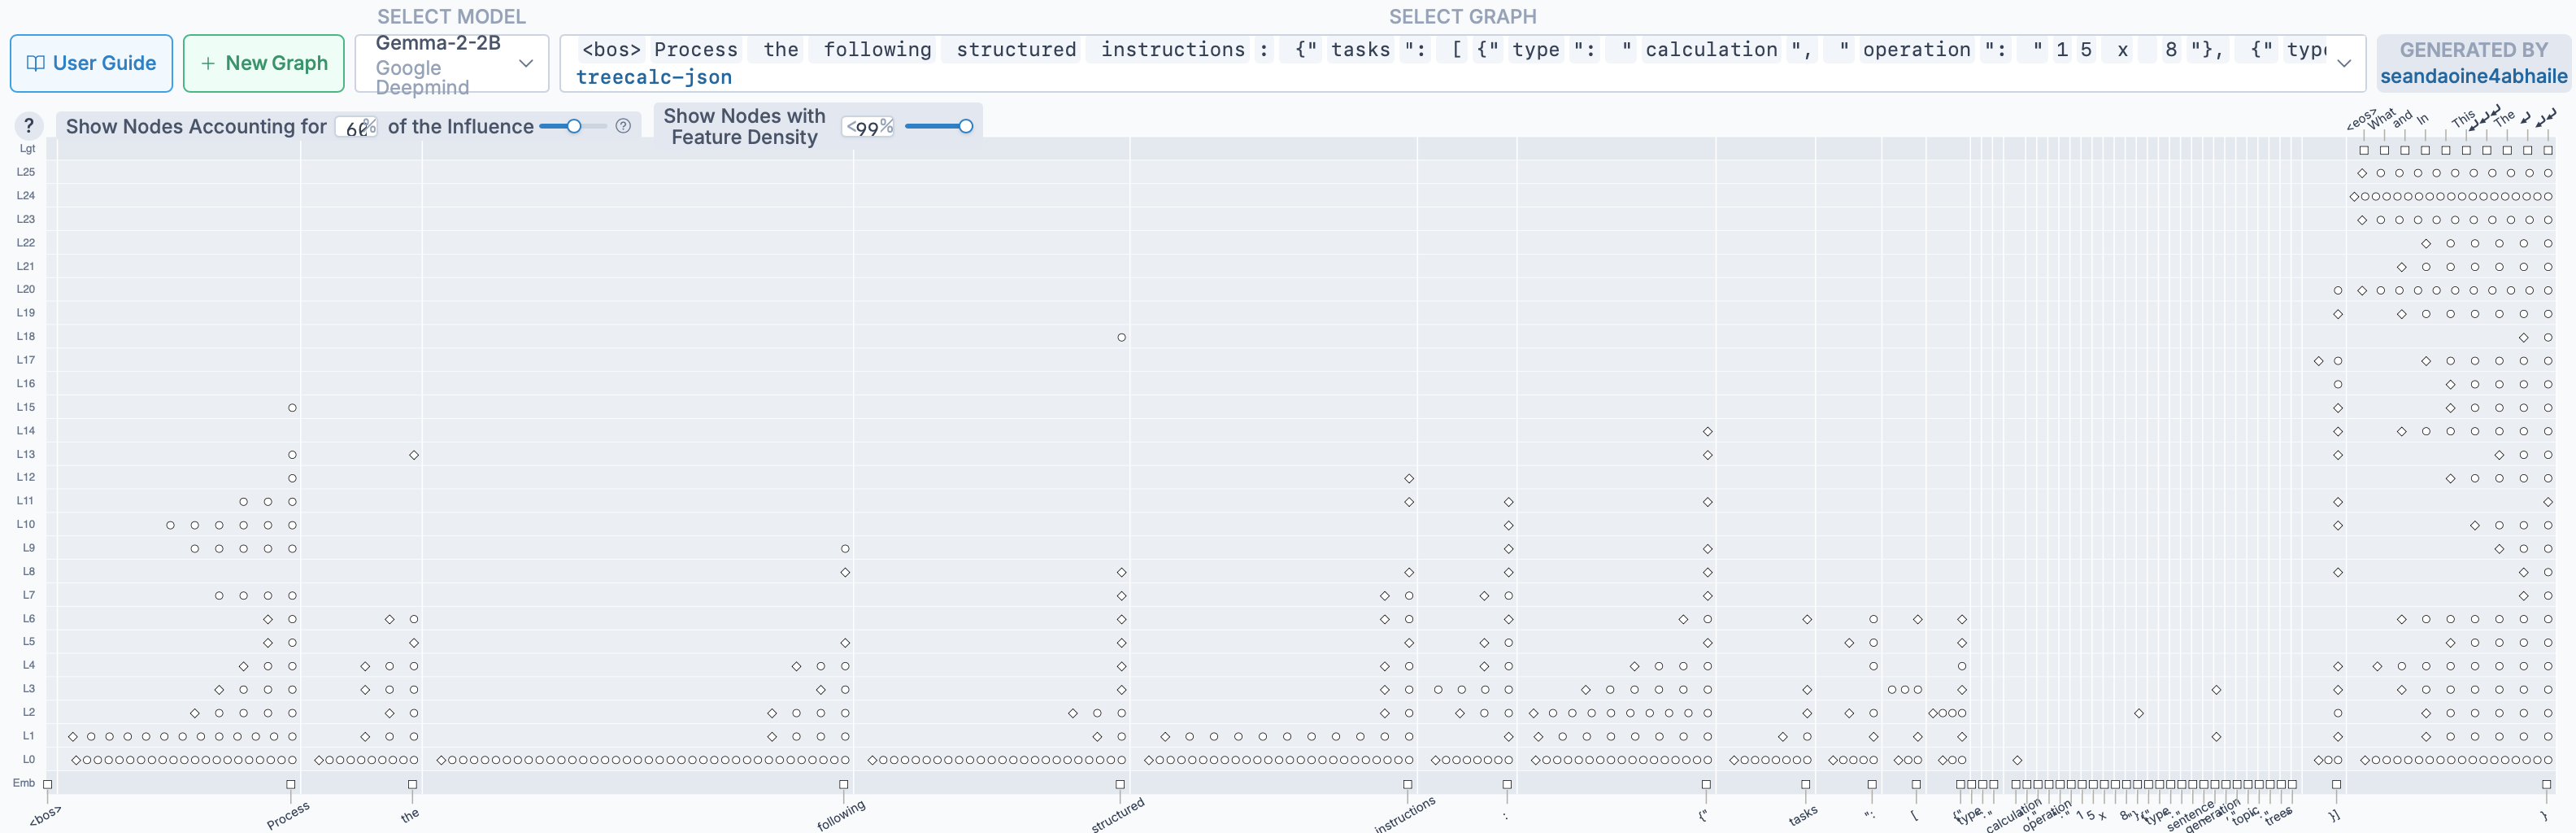 SELECT MODEL SELECT GRAPH
User Guide
+ New Graph
Gemma-2-2B
Google Deepmind
<bos> Process the following structured instructions : {" tasks ": [ {" type ": " calculation ", " operation ": " 1 5 x 8 "}, {" type
treecalc-json
GENERATED BY
seandaoine4abhaile
? Show Nodes Accounting for 60% of the Influence ?
Show Nodes with Feature Density <99%
<eos> What and In This ↵↵↵ The ↵ ↵↵
Lgt
L25
L24
L23
L22
L21
L20
L19
L18
L17
L16
L15
L14
L13
L12
L11
L10
L9
L8
L7
L6
L5
L4
L3
L2
L1
L0
Emb
<bos> Process the following structured instructions : {" tasks ": [ {" type ": " calculation operation 1 5 x 8 type sentence generation topic trees }] }